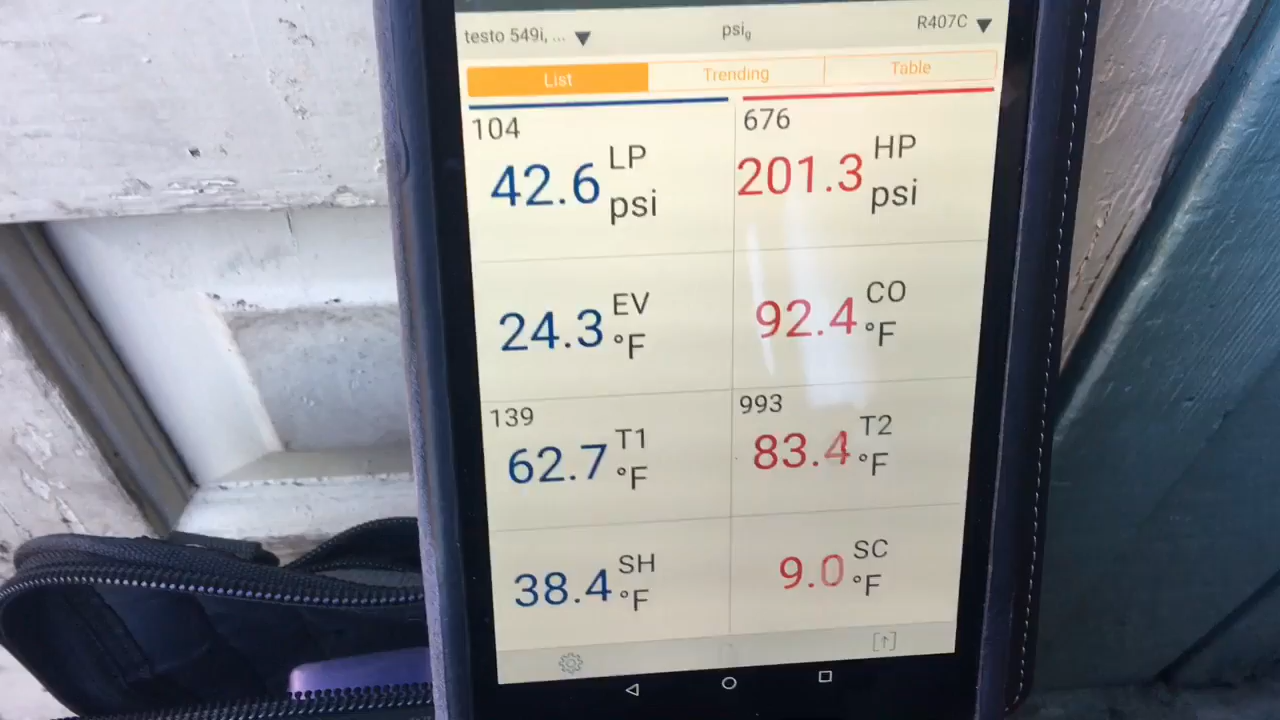 testo 549i, ... psig R407C
List Trending Table
104 676
42.6 LP psi 201.3 HP psi
24.3 EV °F 92.4 CO °F
139 993
62.7 T1 °F 83.4 T2 °F
38.4 SH °F 9.0 SC °F